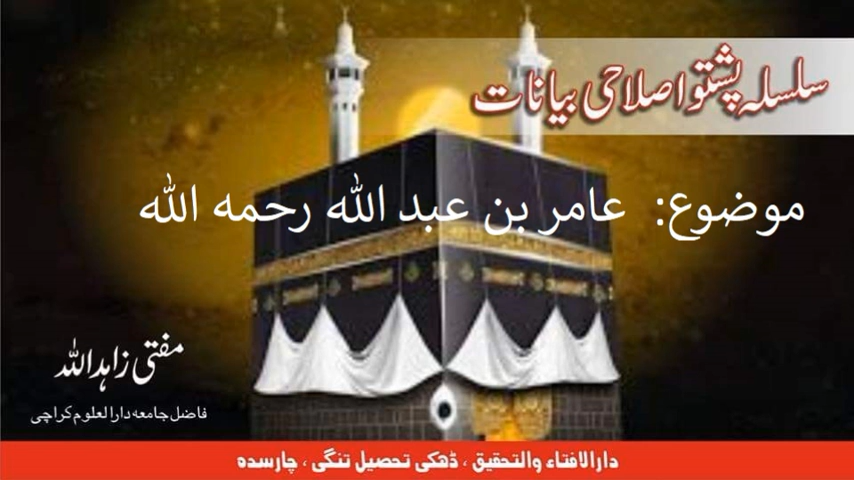 سلسلہ پشتو اصلاحی بیانات
موضوع: عامر بن عبد الله رحمه الله
مفتی زاہد اللہ
فاضل جامعہ دارالعلوم کراچی
دارالافتاء والتحقیق ، ڈھکی تحصیل تنگی ، چارسدہ